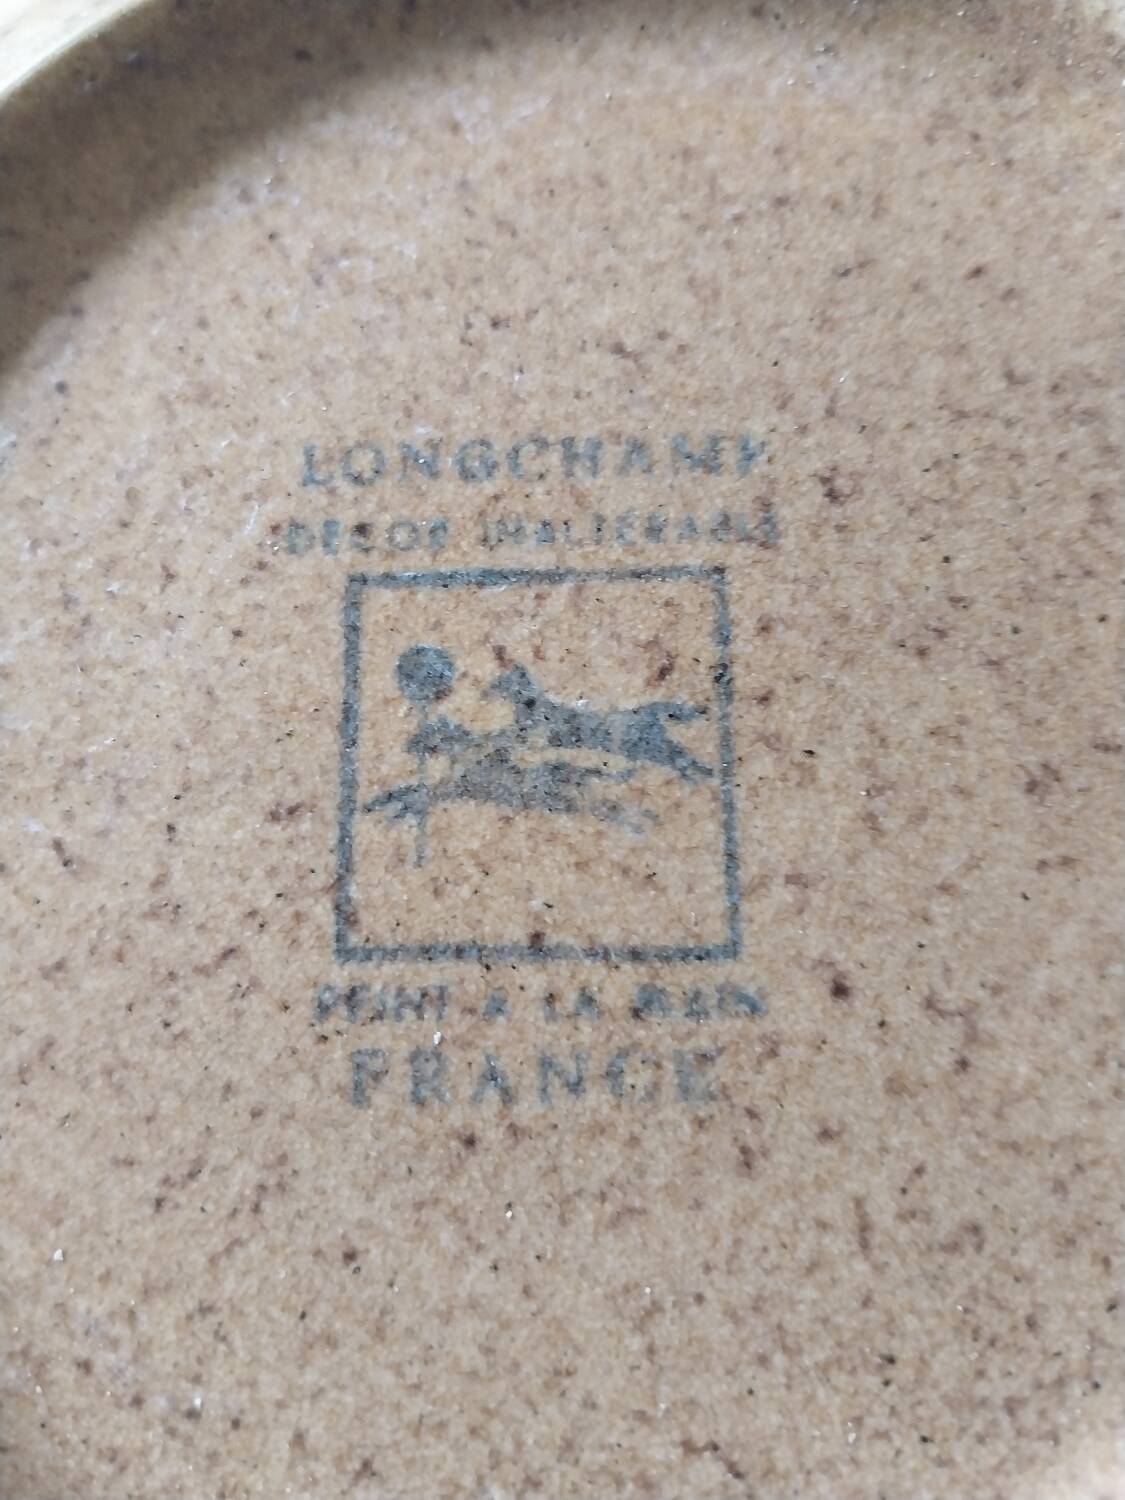 LONGCHAMP
DECOR INALTERABLE
PEINT A LA MAIN
FRANCE